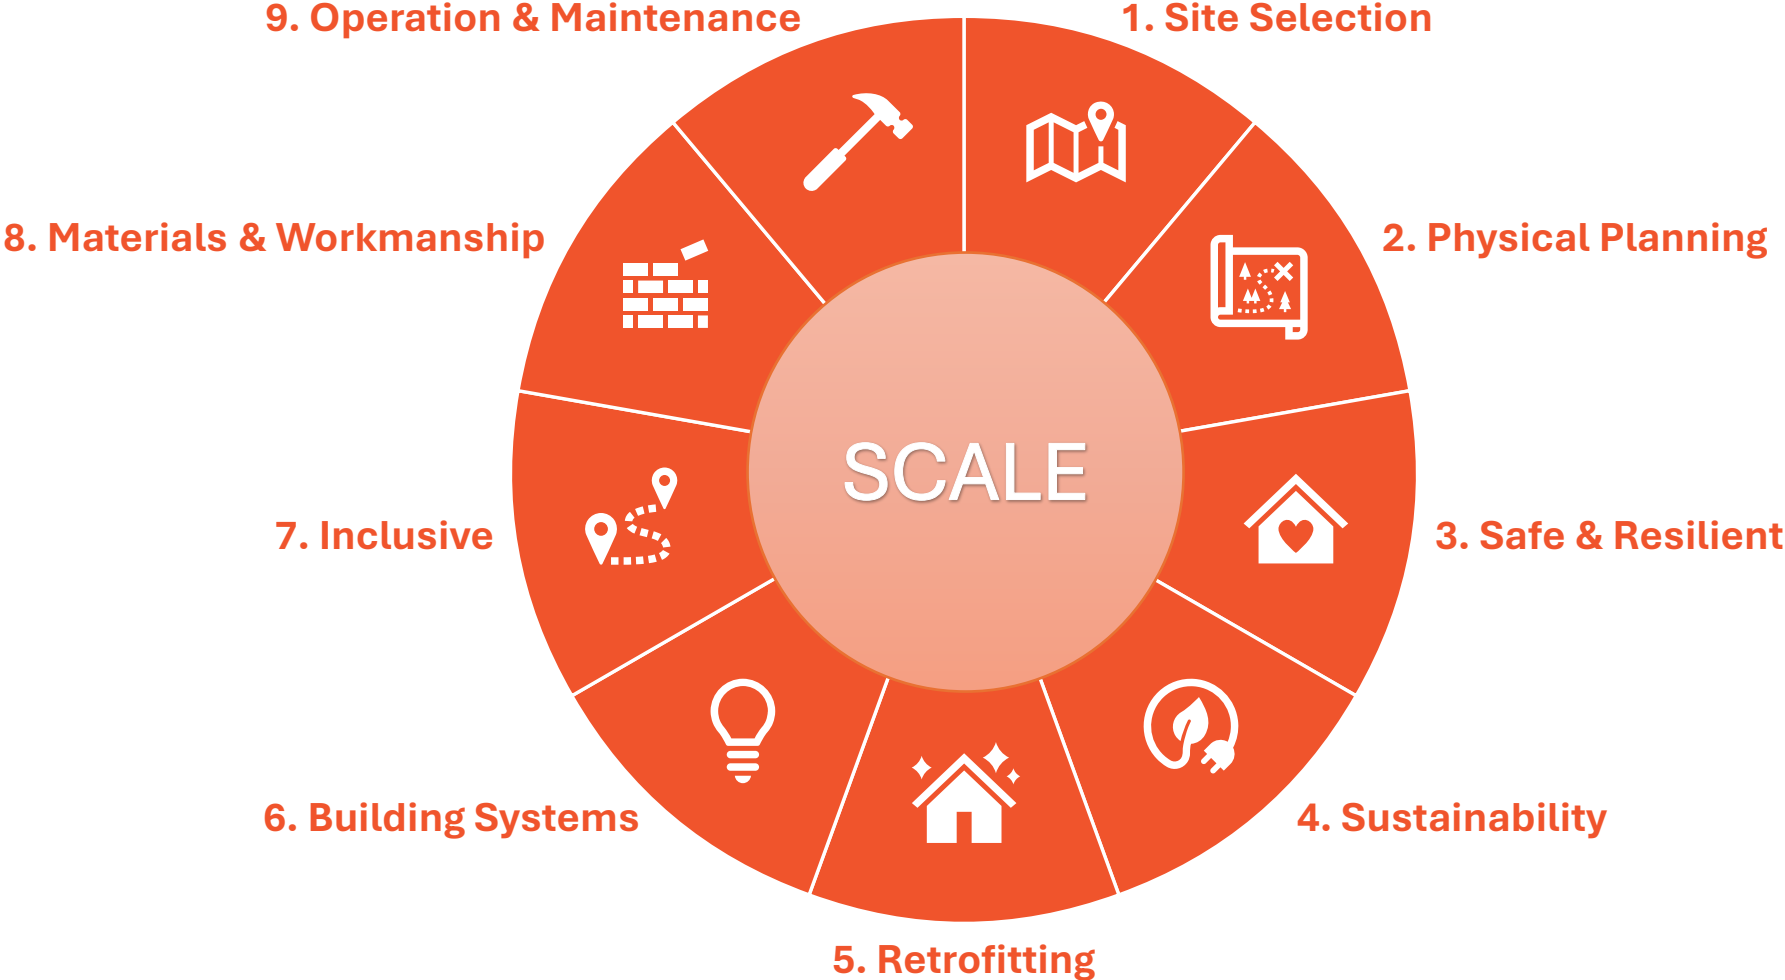 9. Operation & Maintenance
1. Site Selection
8. Materials & Workmanship
2. Physical Planning
SCALE
7. Inclusive
3. Safe & Resilient
6. Building Systems
4. Sustainability
5. Retrofitting